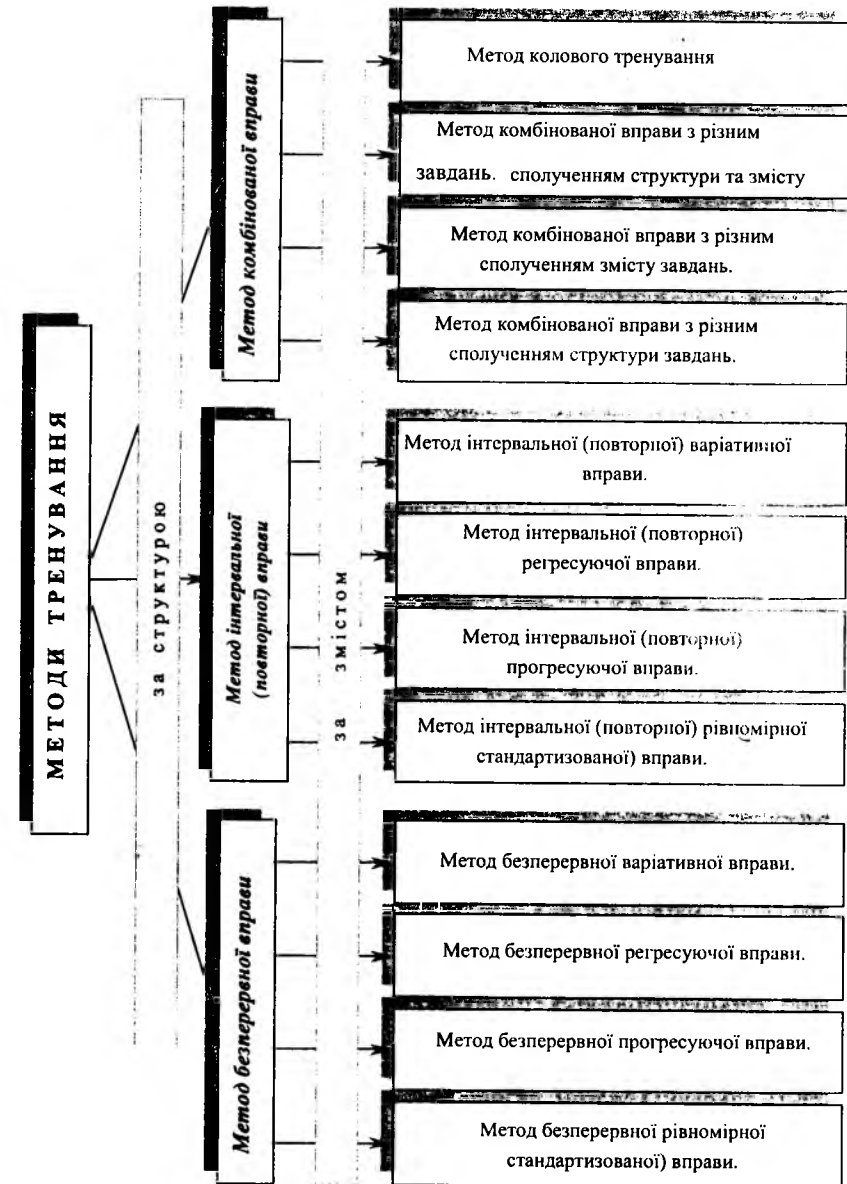 МЕТОДИ ТРЕНУВАННЯ
за структурою
Метод комбінованої вправи
Метод інтервальної
(повторної) вправи
Метод безперервної вправи
за змістом
Метод колового тренування
Метод комбінованої вправи з різним
завдань. сполученням структури та змісту
Метод комбінованої вправи з різним
сполученням змісту завдань.
Метод комбінованої вправи з різним
сполученням структури завдань.
Метод інтервальної (повторної) варіативної
вправи.
Метод інтервальної (повторної)
регресуючої вправи.
Метод інтервальної (повторної)
прогресуючої вправи.
Метод інтервальної (повторної) рівномірної
стандартизованої) вправи.
Метод безперервної варіативної вправи.
Метод безперервної регресуючої вправи.
Метод безперервної прогресуючої вправи.
Метод безперервної рівномірної
стандартизованої) вправи.